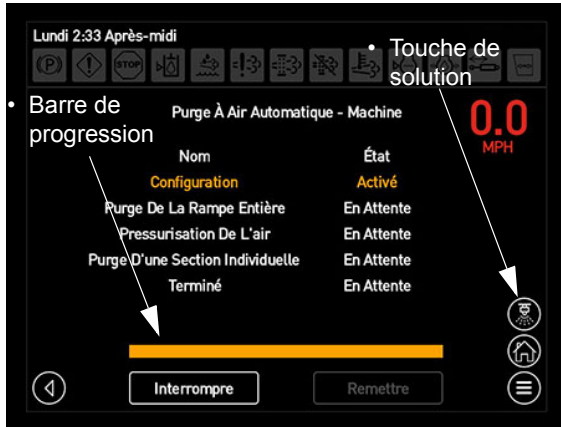 Lundi 2:33 Après-midi
(P)
STOP
• Touche de
solution
• Barre de
progression
Purge À Air Automatique - Machine
0.0
MPH
Nom État
Configuration Activé
Purge De La Rampe Entière En Attente
Pressurisation De L'air En Attente
Purge D'une Section Individuelle En Attente
Terminé En Attente
Interrompre Remettre